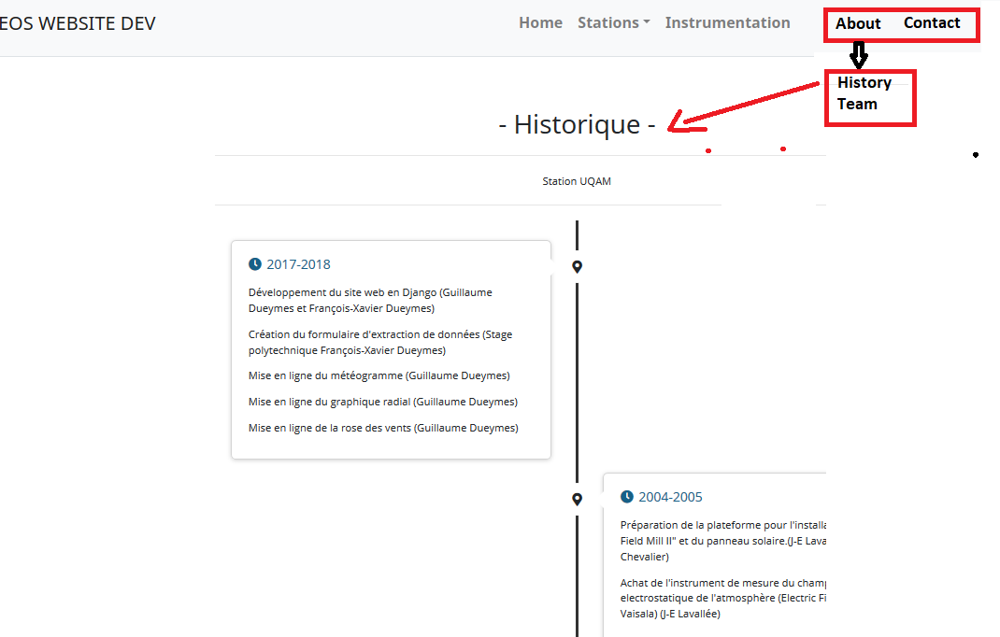 EOS WEBSITE DEV
Home Stations Instrumentation About Contact
History
Team
- Historique -
Station UQAM
2017-2018
Développement du site web en Django (Guillaume
Dueymes et François-Xavier Dueymes)
Création du formulaire d'extraction de données (Stage
polytechnique François-Xavier Dueymes)
Mise en ligne du météogramme (Guillaume Dueymes)
Mise en ligne du graphique radial (Guillaume Dueymes)
Mise en ligne de la rose des vents (Guillaume Dueymes)
2004-2005
Préparation de la plateforme pour l'installa
Field Mill II" et du panneau solaire.(J-E Lava
Chevalier)
Achat de l'instrument de mesure du champ
electrostatique de l'atmosphère (Electric Fi
Vaisala) (J-E Lavallée)